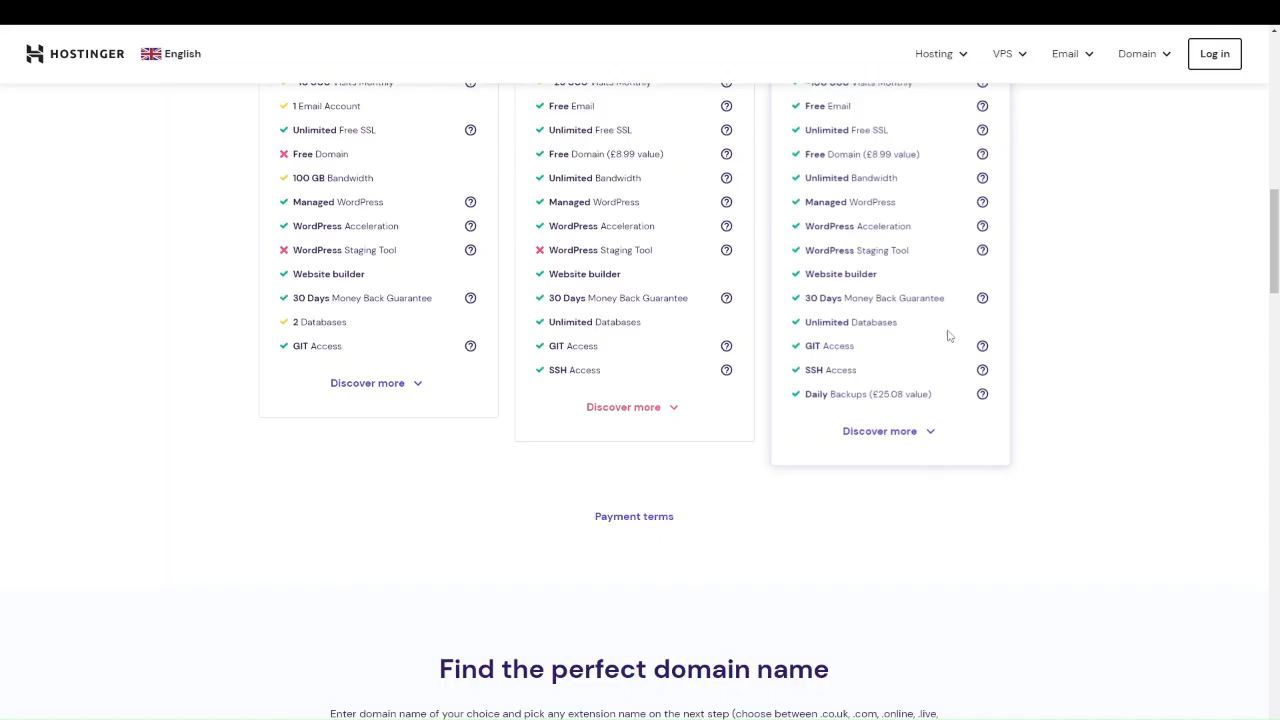 HOSTINGER
English
Hosting
VPS
Email
Domain
Log in
1 Email Account
Unlimited Free SSL
Free Domain
100 GB Bandwidth
Managed WordPress
WordPress Acceleration
WordPress Staging Tool
Website builder
30 Days Money Back Guarantee
2 Databases
GIT Access
Discover more
Free Email
Unlimited Free SSL
Free Domain (£8.99 value)
Unlimited Bandwidth
Managed WordPress
WordPress Acceleration
WordPress Staging Tool
Website builder
30 Days Money Back Guarantee
Unlimited Databases
GIT Access
SSH Access
Discover more
Free Email
Unlimited Free SSL
Free Domain (£8.99 value)
Unlimited Bandwidth
Managed WordPress
WordPress Acceleration
WordPress Staging Tool
Website builder
30 Days Money Back Guarantee
Unlimited Databases
GIT Access
SSH Access
Daily Backups (£25.08 value)
Discover more
Payment terms
Find the perfect domain name
Enter domain name of your choice and pick any extension name on the next step (choose between .co.uk, .com, .online, .live,